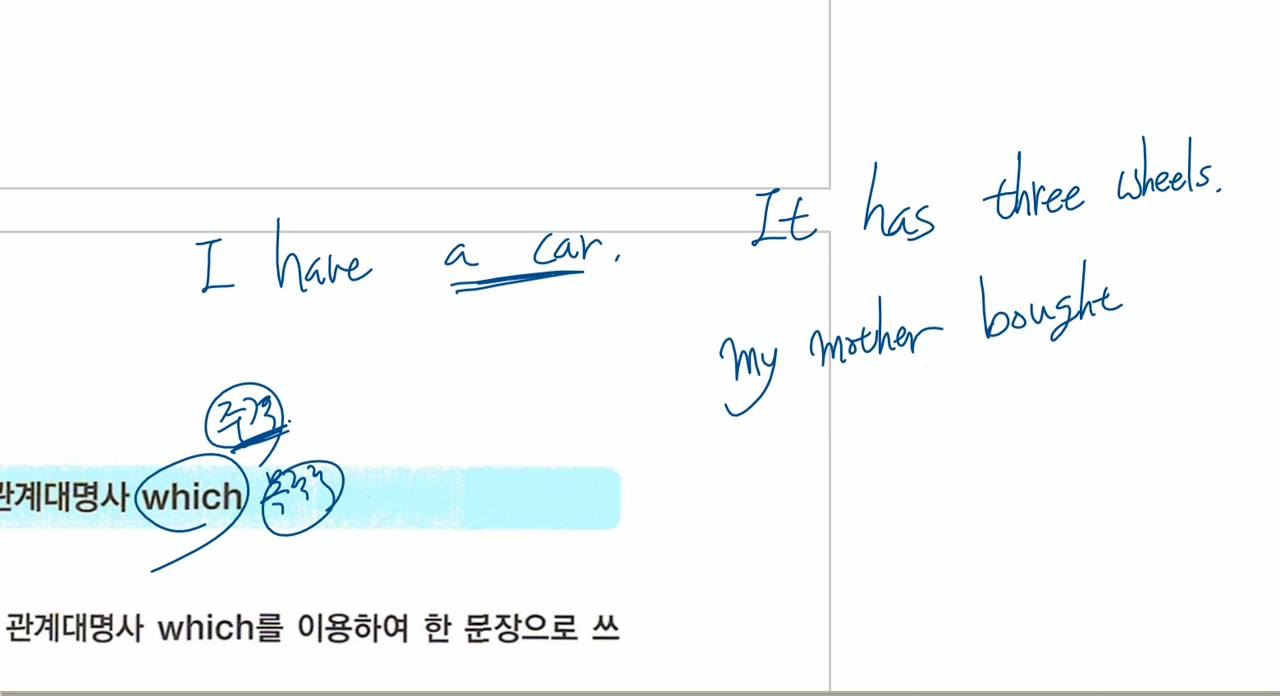 It has three wheels.
I have a car.
My mother bought
주격.
관계대명사 which 목적격
관계대명사 which를 이용하여 한 문장으로 쓰